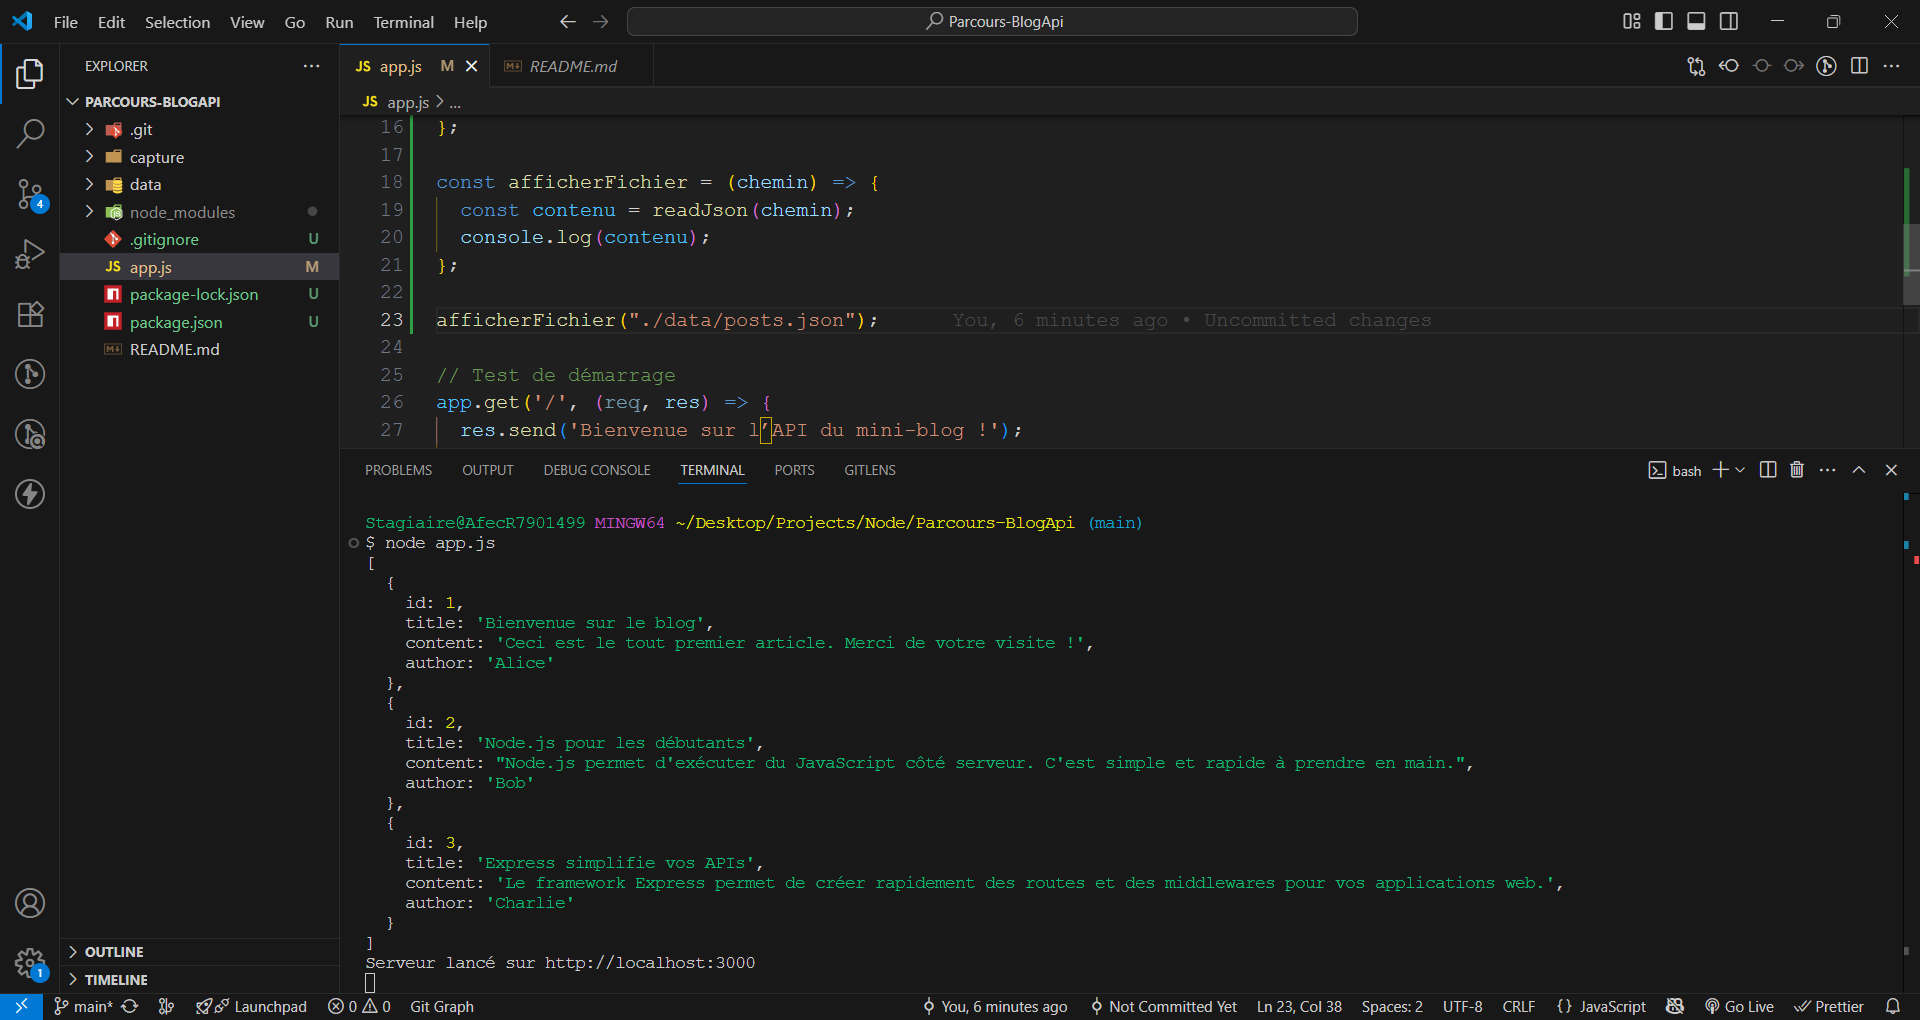 File Edit Selection View Go Run Terminal Help
Parcours-BlogApi
EXPLORER
PARCOURS-BLOGAPI
.git
capture
data
node_modules
.gitignore U
JS app.js M
package-lock.json U
package.json U
README.md
OUTLINE
TIMELINE
4
1
JS app.js M
README.md
JS app.js > ...
16 };
17
18 const afficherFichier = (chemin) => {
19 const contenu = readJson(chemin);
20 console.log(contenu);
21 };
22
23 afficherFichier("./data/posts.json"); You, 6 minutes ago • Uncommitted changes
24
25 // Test de démarrage
26 app.get('/', (req, res) => {
27 res.send('Bienvenue sur l’API du mini-blog !');
PROBLEMS OUTPUT DEBUG CONSOLE TERMINAL PORTS GITLENS
bash
Stagiaire@AfecR7901499 MINGW64 ~/Desktop/Projects/Node/Parcours-BlogApi (main)
$ node app.js
[
{
id: 1,
title: 'Bienvenue sur le blog',
content: 'Ceci est le tout premier article. Merci de votre visite !',
author: 'Alice'
},
{
id: 2,
title: 'Node.js pour les débutants',
content: "Node.js permet d'exécuter du JavaScript côté serveur. C'est simple et rapide à prendre en main.",
author: 'Bob'
},
{
id: 3,
title: 'Express simplifie vos APIs',
content: 'Le framework Express permet de créer rapidement des routes et des middlewares pour vos applications web.',
author: 'Charlie'
}
]
Serveur lancé sur http://localhost:3000
main* Launchpad 0 0 Git Graph You, 6 minutes ago Not Committed Yet Ln 23, Col 38 Spaces: 2 UTF-8 CRLF {} JavaScript Go Live Prettier